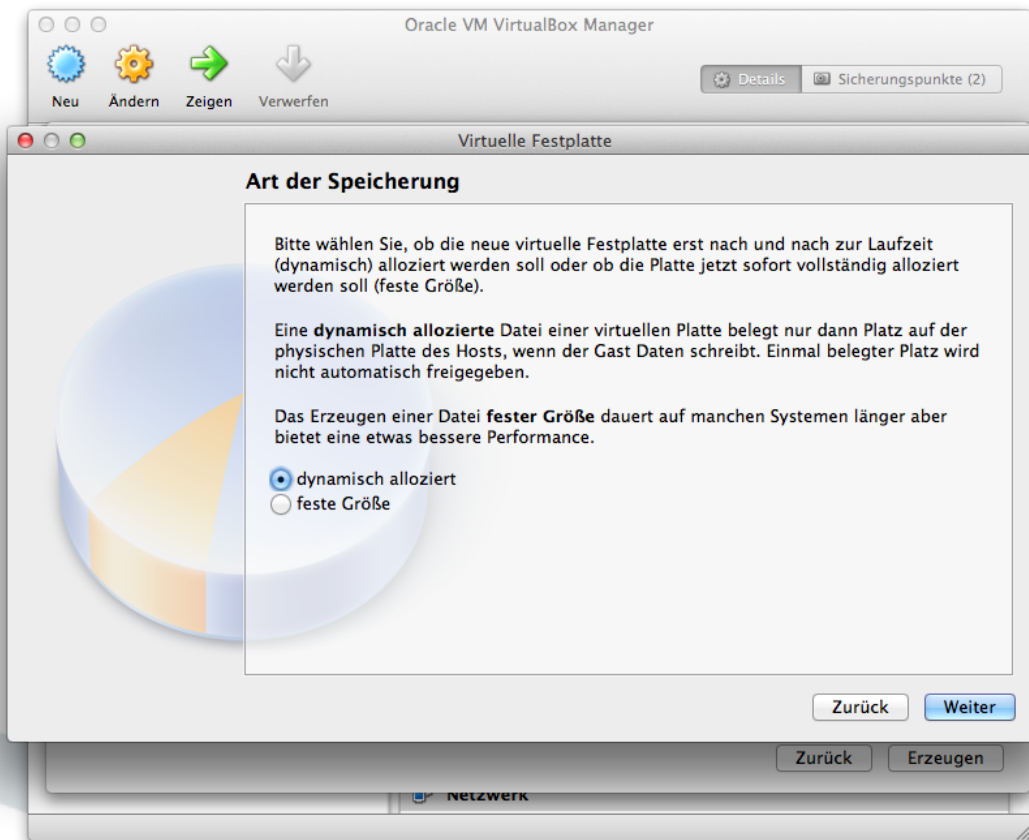 Oracle VM VirtualBox Manager
Neu
Ändern
Zeigen
Verwerfen
Details
Sicherungspunkte (2)
Virtuelle Festplatte
Art der Speicherung
Bitte wählen Sie, ob die neue virtuelle Festplatte erst nach und nach zur Laufzeit
(dynamisch) alloziert werden soll oder ob die Platte jetzt sofort vollständig alloziert
werden soll (feste Größe).
Eine dynamisch allozierte Datei einer virtuellen Platte belegt nur dann Platz auf der
physischen Platte des Hosts, wenn der Gast Daten schreibt. Einmal belegter Platz wird
nicht automatisch freigegeben.
Das Erzeugen einer Datei fester Größe dauert auf manchen Systemen länger aber
bietet eine etwas bessere Performance.
dynamisch alloziert
feste Größe
Zurück
Weiter
Zurück
Erzeugen
Netzwerk